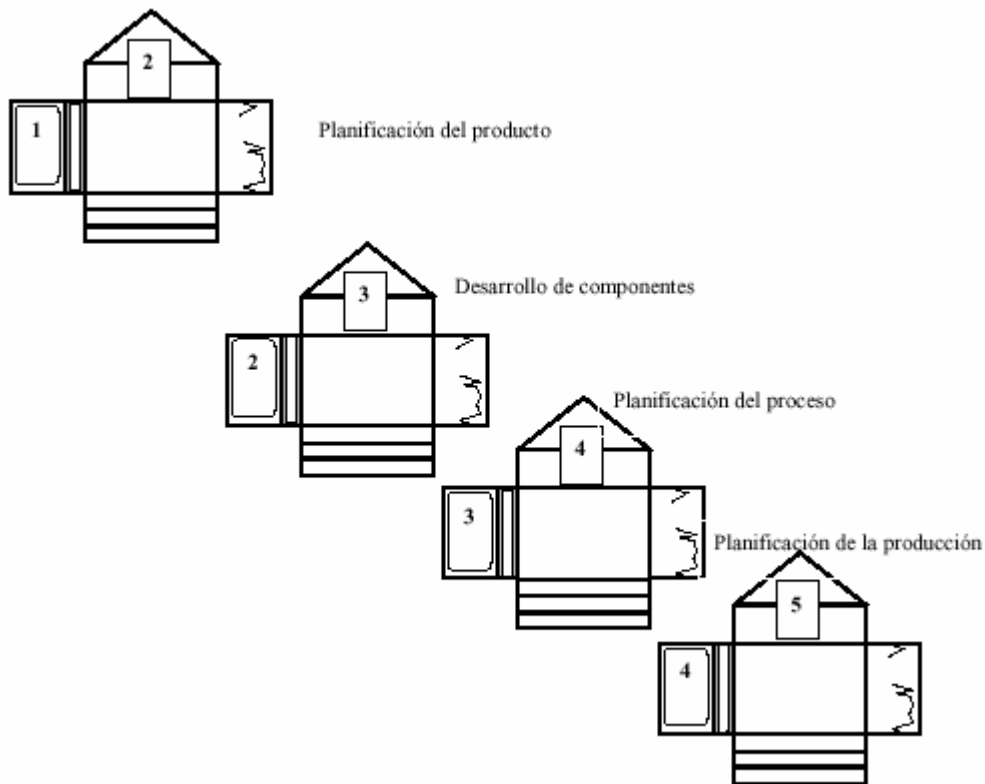 2
1
Planificación del producto
3
Desarrollo de componentes
2
Planificación del proceso
4
3
Planificación de la producción
5
4